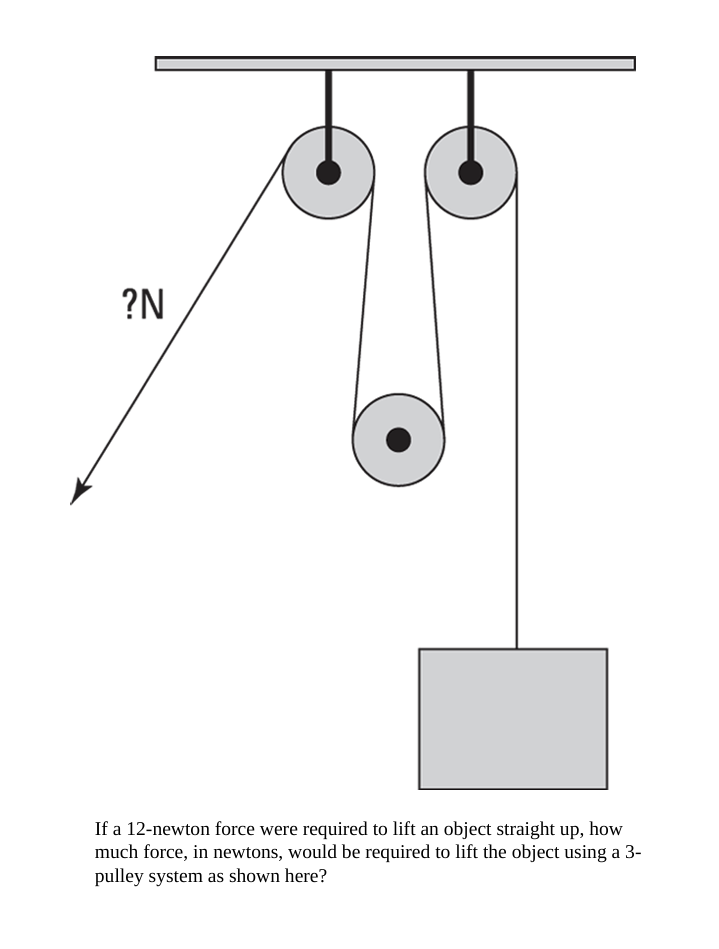 ?N
If a 12-newton force were required to lift an object straight up, how
much force, in newtons, would be required to lift the object using a 3-
pulley system as shown here?